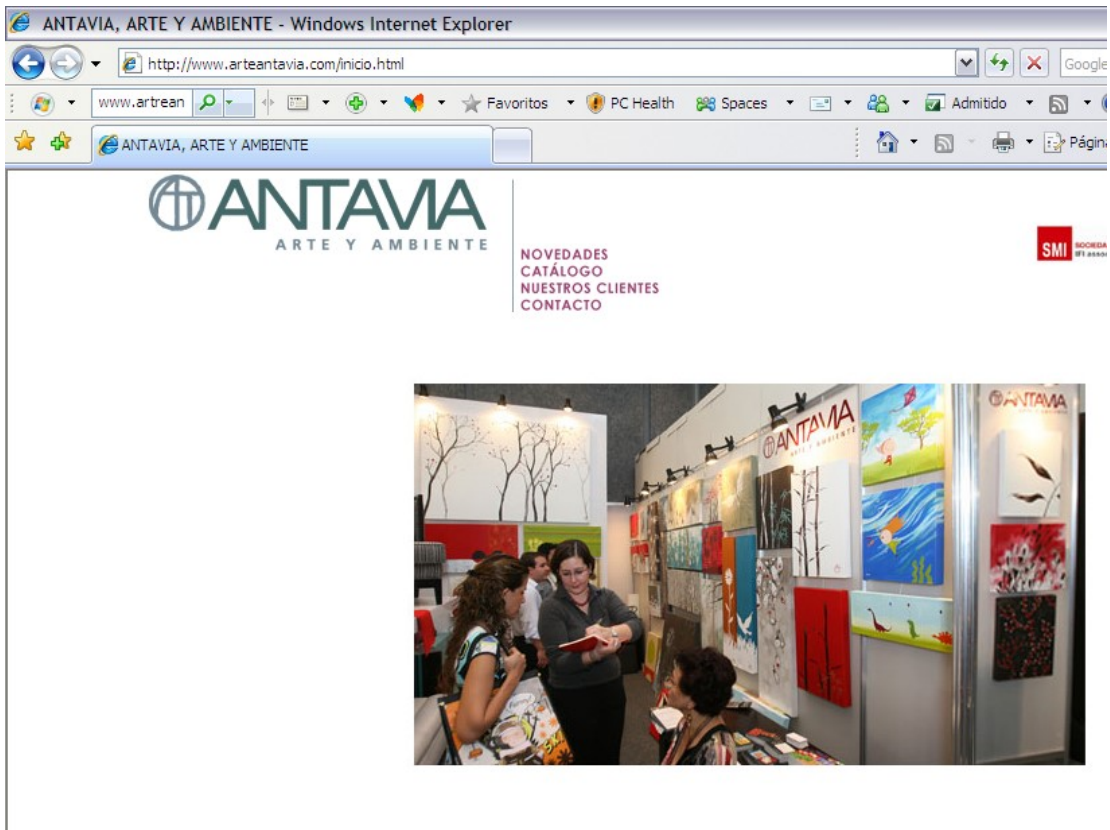 ANTAVIA, ARTE Y AMBIENTE - Windows Internet Explorer
http://www.arteantavia.com/inicio.html
Google
www.artrean
Favoritos
PC Health
Spaces
Admitido
ANTAVIA, ARTE Y AMBIENTE
Página
ANTAVIA
ARTE Y AMBIENTE
NOVEDADES
CATÁLOGO
NUESTROS CLIENTES
CONTACTO
SMI
ANTAVIA
ARTE Y AMBIENTE
ANTAVIA